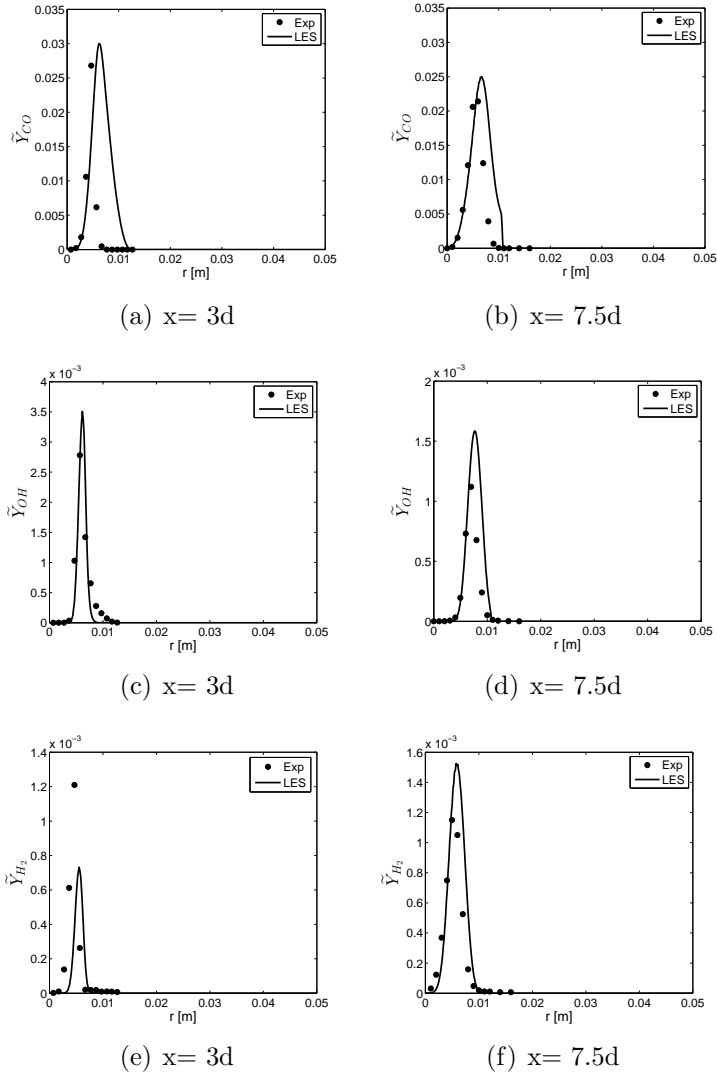 0.035
0.03
0.025
0.02
0.015
0.01
0.005
0
Ỹ_CO
Exp
LES
0 0.01 0.02 0.03 0.04 0.05
r [m]
(a) x= 3d
0.035
0.03
0.025
0.02
0.015
0.01
0.005
0
Ỹ_CO
Exp
LES
0 0.01 0.02 0.03 0.04 0.05
r [m]
(b) x= 7.5d
x 10⁻³
4
3.5
3
2.5
2
1.5
1
0.5
0
Ỹ_OH
Exp
LES
0 0.01 0.02 0.03 0.04 0.05
r [m]
(c) x= 3d
x 10⁻³
2
1.5
1
0.5
0
Ỹ_OH
Exp
LES
0 0.01 0.02 0.03 0.04 0.05
r [m]
(d) x= 7.5d
x 10⁻³
1.4
1.2
1
0.8
0.6
0.4
0.2
0
Ỹ_H₂
Exp
LES
0 0.01 0.02 0.03 0.04 0.05
r [m]
(e) x= 3d
x 10⁻³
1.6
1.4
1.2
1
0.8
0.6
0.4
0.2
0
Ỹ_H₂
Exp
LES
0 0.01 0.02 0.03 0.04 0.05
r [m]
(f) x= 7.5d